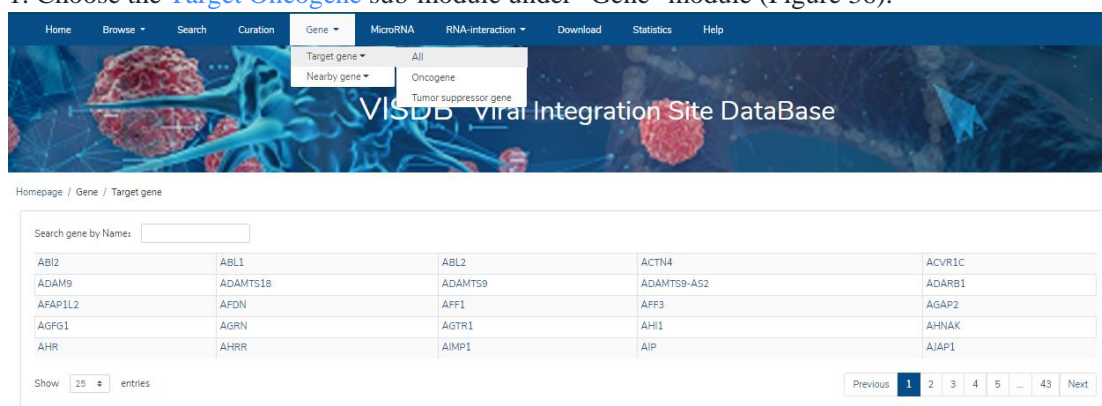 1. Choose the Target Oncogene sub-module under "Gene" module (Figure 36).
Home Browse Search Curation Gene MicroRNA RNA-interaction Download Statistics Help
Target gene All
Nearby gene Oncogene
Tumor suppressor gene
VISDB Viral Integration Site DataBase
Homepage / Gene / Target gene
Search gene by Name:
ABI2 ABL1 ABL2 ACTN4 ACVR1C
ADAM9 ADAMTS18 ADAMTS9 ADAMTS9-AS2 ADARB1
AFAP1L2 AFDN AFF1 AFF3 AGAP2
AGFG1 AGRN AGTR1 AHI1 AHNAK
AHR AHRR AIMP1 AIP AJAP1
Show 25 entries Previous 1 2 3 4 5 ... 43 Next